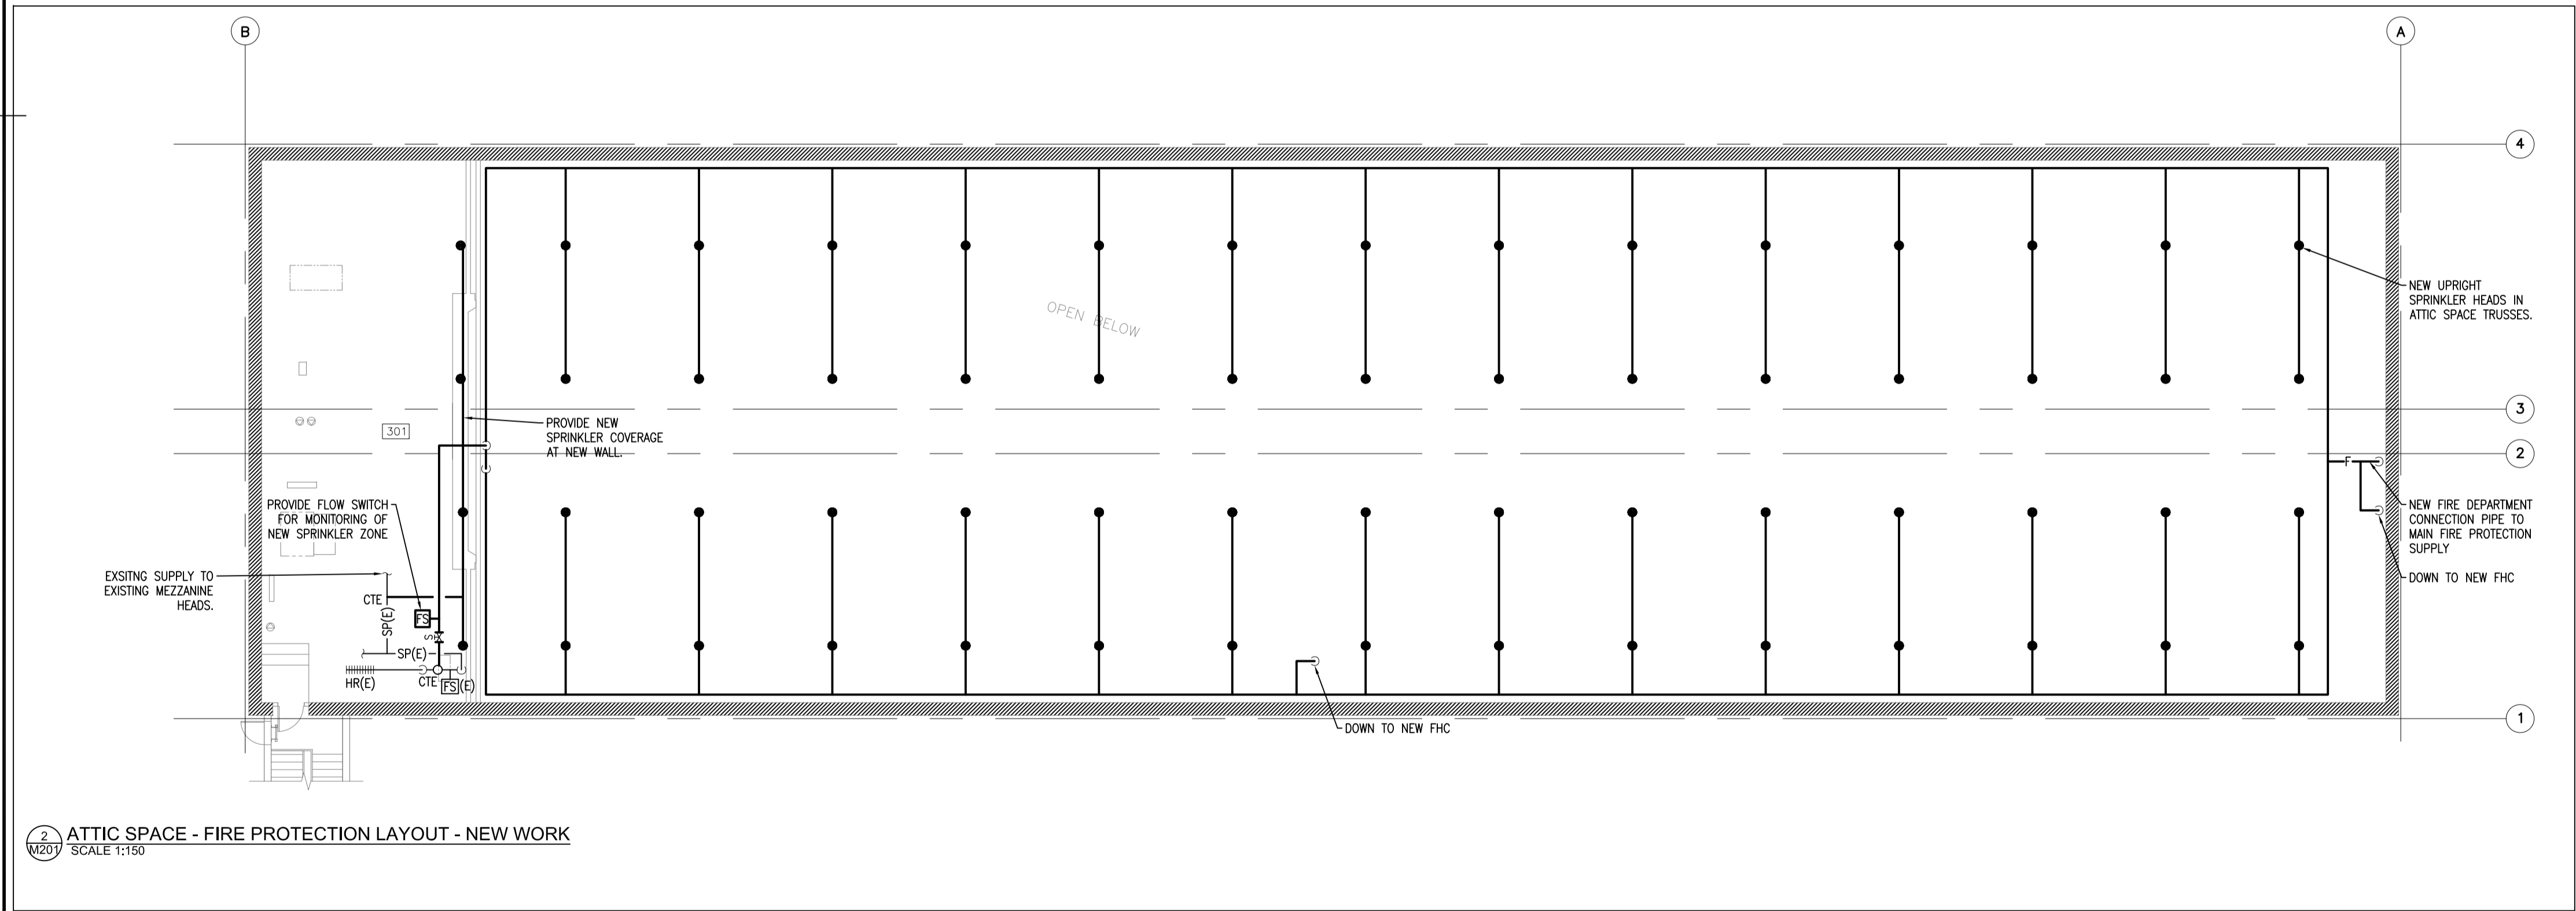 B
A
4
NEW UPRIGHT
SPRINKLER HEADS IN
ATTIC SPACE TRUSSES.
OPEN BELOW
3
301
PROVIDE NEW
SPRINKLER COVERAGE
AT NEW WALL.
2
F
PROVIDE FLOW SWITCH
FOR MONITORING OF
NEW SPRINKLER ZONE
NEW FIRE DEPARTMENT
CONNECTION PIPE TO
MAIN FIRE PROTECTION
SUPPLY
EXSITNG SUPPLY TO
EXISTING MEZZANINE
HEADS.
DOWN TO NEW FHC
CTE
SP(E)
FS
S
SP(E)
HR(E)
CTE
FS (E)
DOWN TO NEW FHC
1
2
M201
ATTIC SPACE - FIRE PROTECTION LAYOUT - NEW WORK
SCALE 1:150